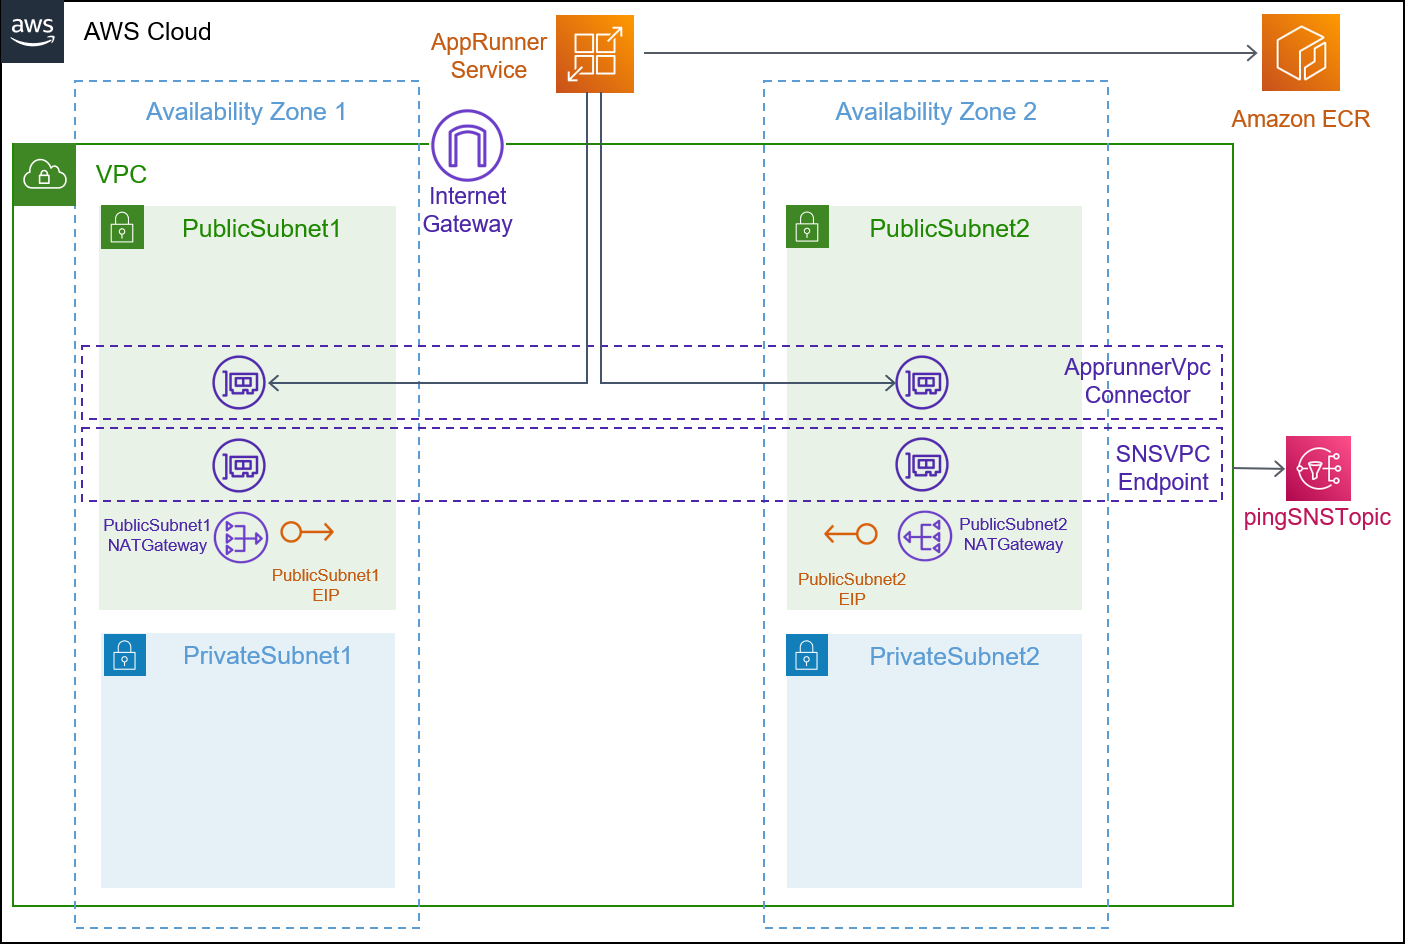 aws
AWS Cloud
AppRunner
Service
Amazon ECR
Availability Zone 1
Availability Zone 2
VPC
Internet
Gateway
PublicSubnet1
PublicSubnet2
ApprunnerVpc
Connector
SNSVPC
Endpoint
pingSNSTopic
PublicSubnet1
NATGateway
PublicSubnet1
EIP
PublicSubnet2
NATGateway
PublicSubnet2
EIP
PrivateSubnet1
PrivateSubnet2